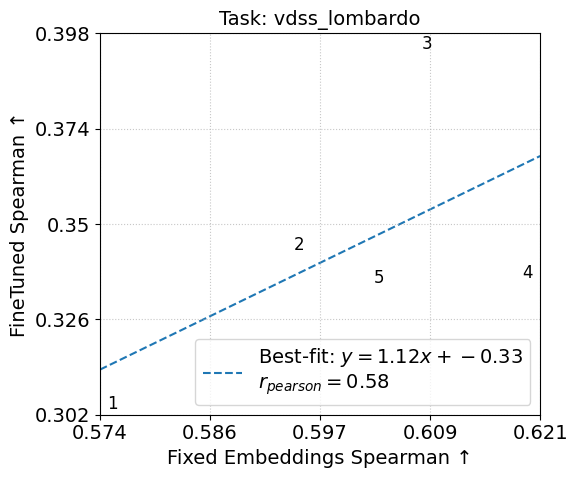 Task: vdss_lombardo
0.398
0.374
0.35
0.326
0.302
FineTuned Spearman ↑
3
2
5
4
1
Best-fit: y = 1.12x + −0.33
r_pearson = 0.58
0.574 0.586 0.597 0.609 0.621
Fixed Embeddings Spearman ↑